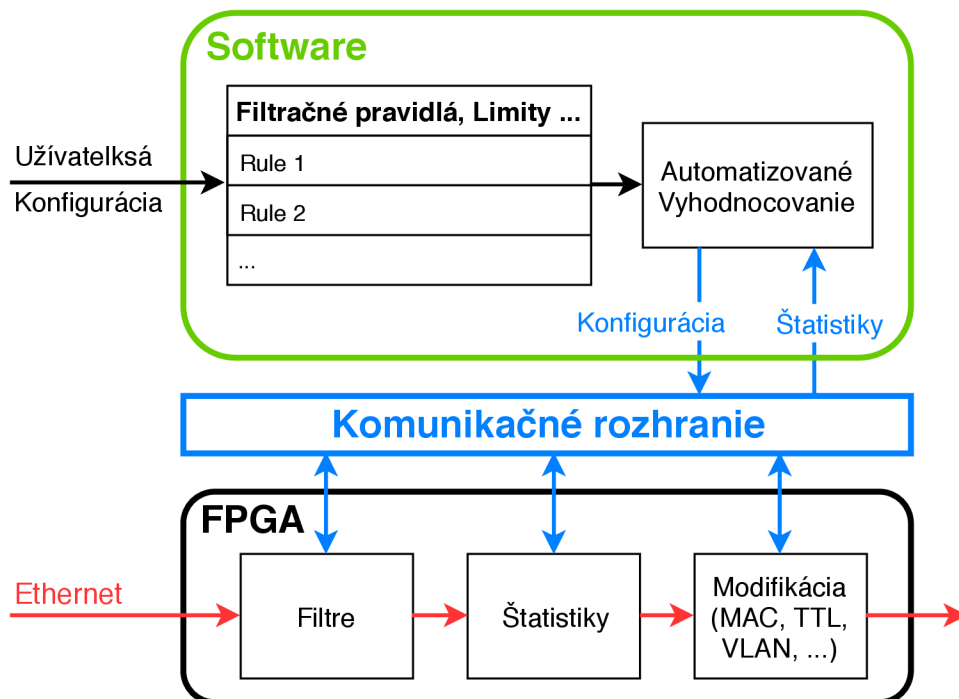 Software
Filtračné pravidlá, Limity ...
Rule 1
Rule 2
...
Užívatelksá
Konfigurácia
Automatizované
Vyhodnocovanie
Konfigurácia
Štatistiky
Komunikačné rozhranie
FPGA
Ethernet
Filtre
Štatistiky
Modifikácia
(MAC, TTL,
VLAN, ...)